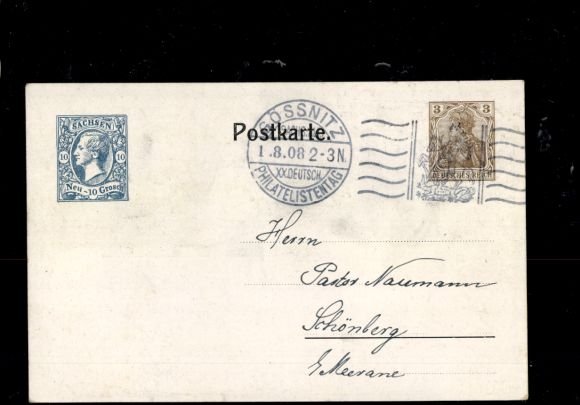 SACHSEN
10 10
Neu-10 Grosch
Postkarte.
GÖSSNITZ
1.8.08 2-3N.
XX.DEUTSCH.
PHILATELISTENTAG
3 3
DEUTSCHES REICH
Herrn
Pastor Naumann
Schönberg
b/Meerane